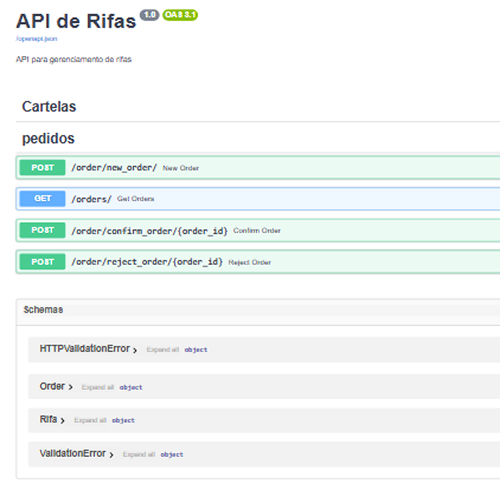 API de Rifas 1.0 OAS 3.1
/openapi.json
API para gerenciamento de rifas
Cartelas
pedidos
POST /order/new_order/ New Order
GET /orders/ Get Orders
POST /order/confirm_order/{order_id} Confirm Order
POST /order/reject_order/{order_id} Reject Order
Schemas
HTTPValidationError Expand all object
Order Expand all object
Rifa Expand all object
ValidationError Expand all object